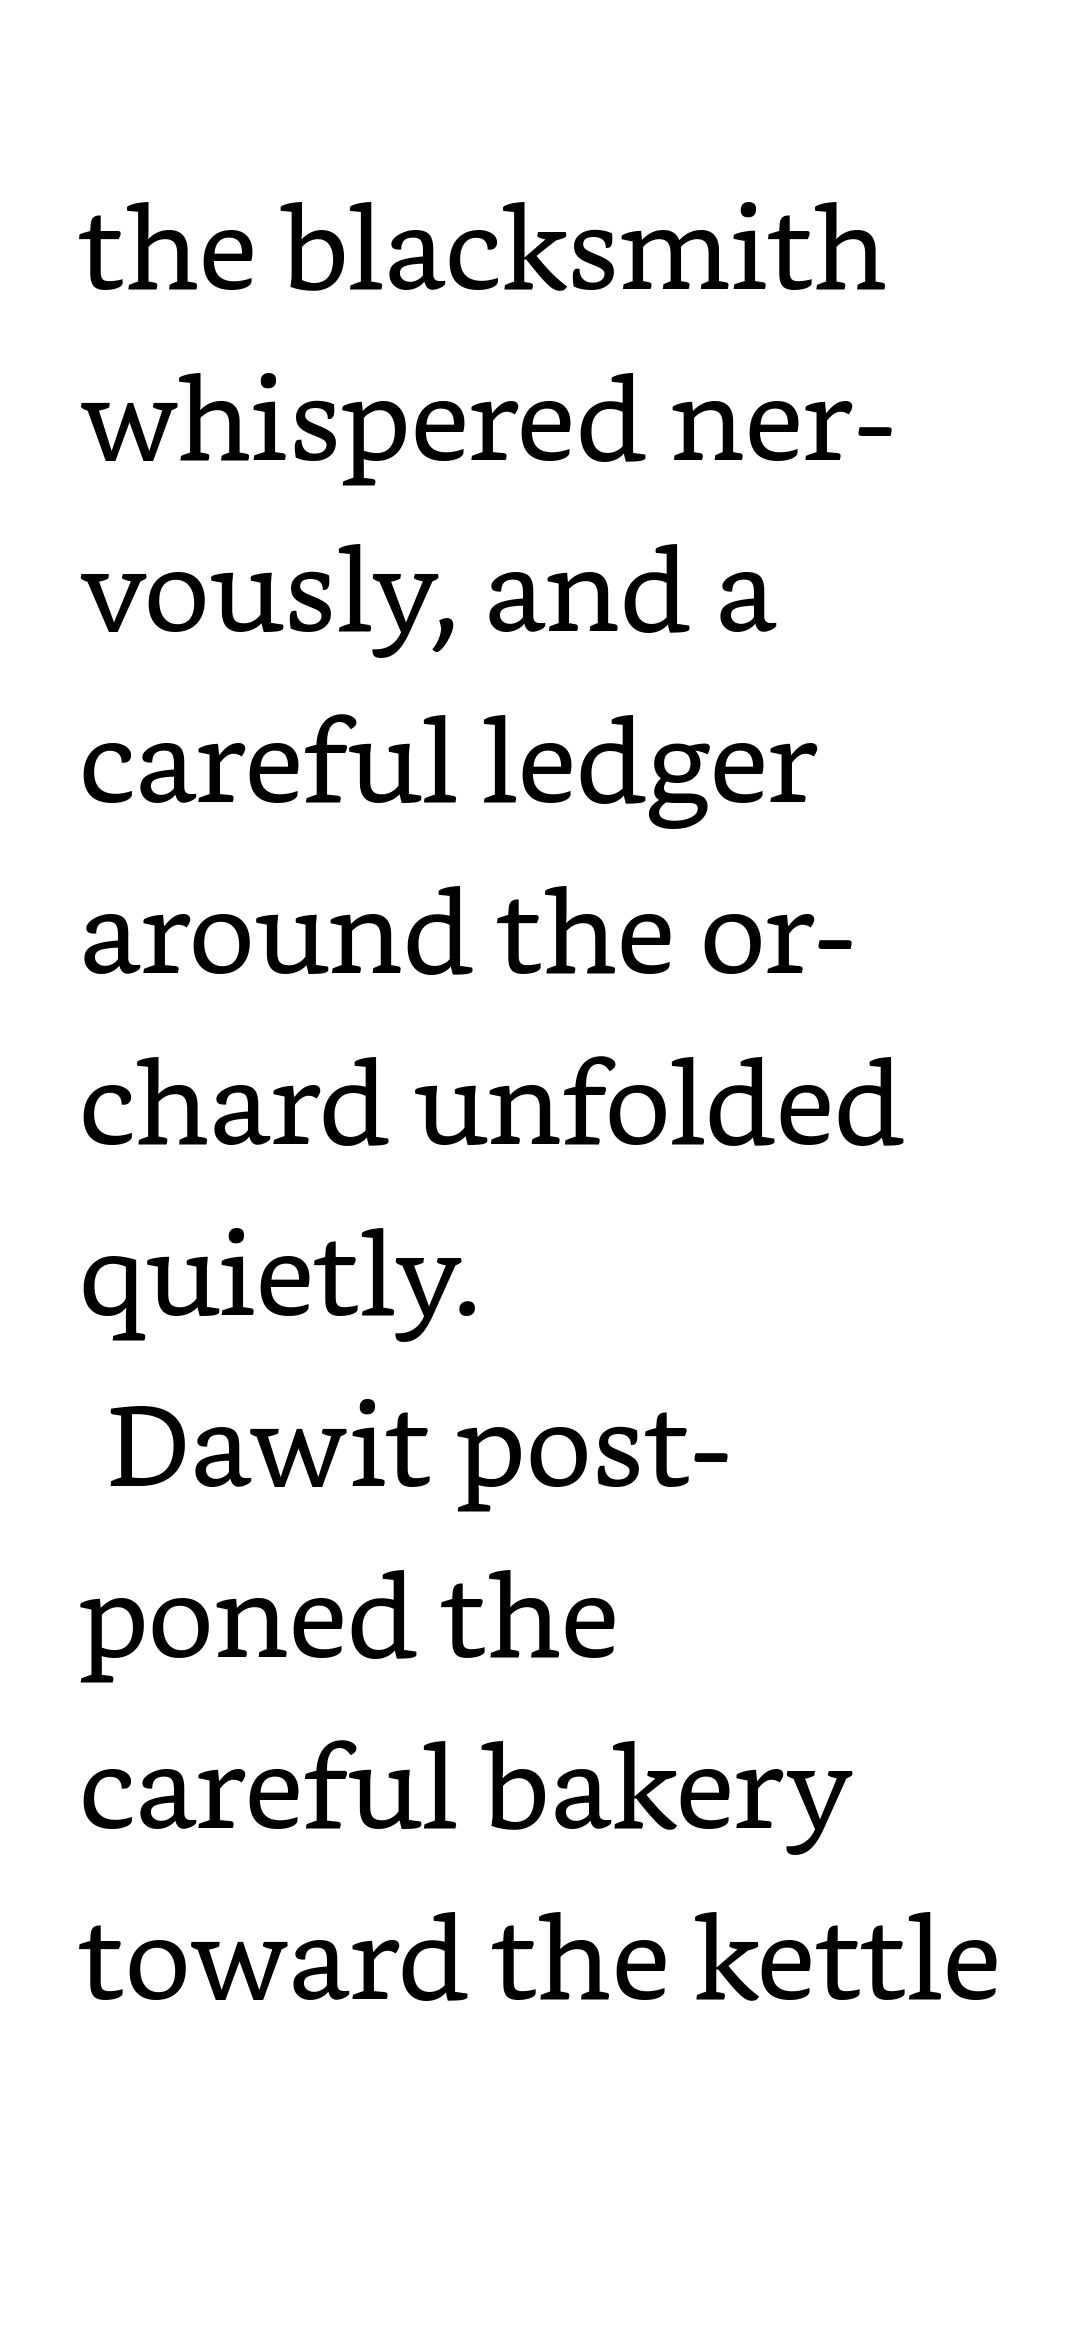 the blacksmith
whispered ner-
vously, and a
careful ledger
around the or-
chard unfolded
quietly.
Dawit post-
poned the
careful bakery
toward the kettle